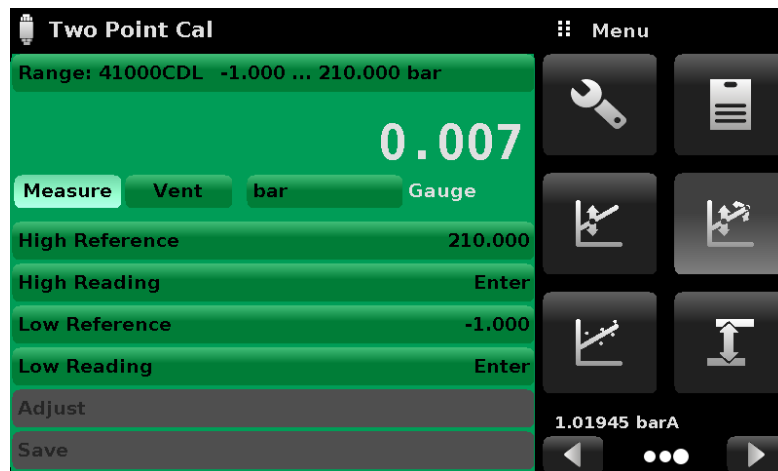 Two Point Cal
Menu
Range: 41000CDL -1.000 ... 210.000 bar
0.007
Measure Vent bar Gauge
High Reference 210.000
High Reading Enter
Low Reference -1.000
Low Reading Enter
Adjust
Save
1.01945 barA